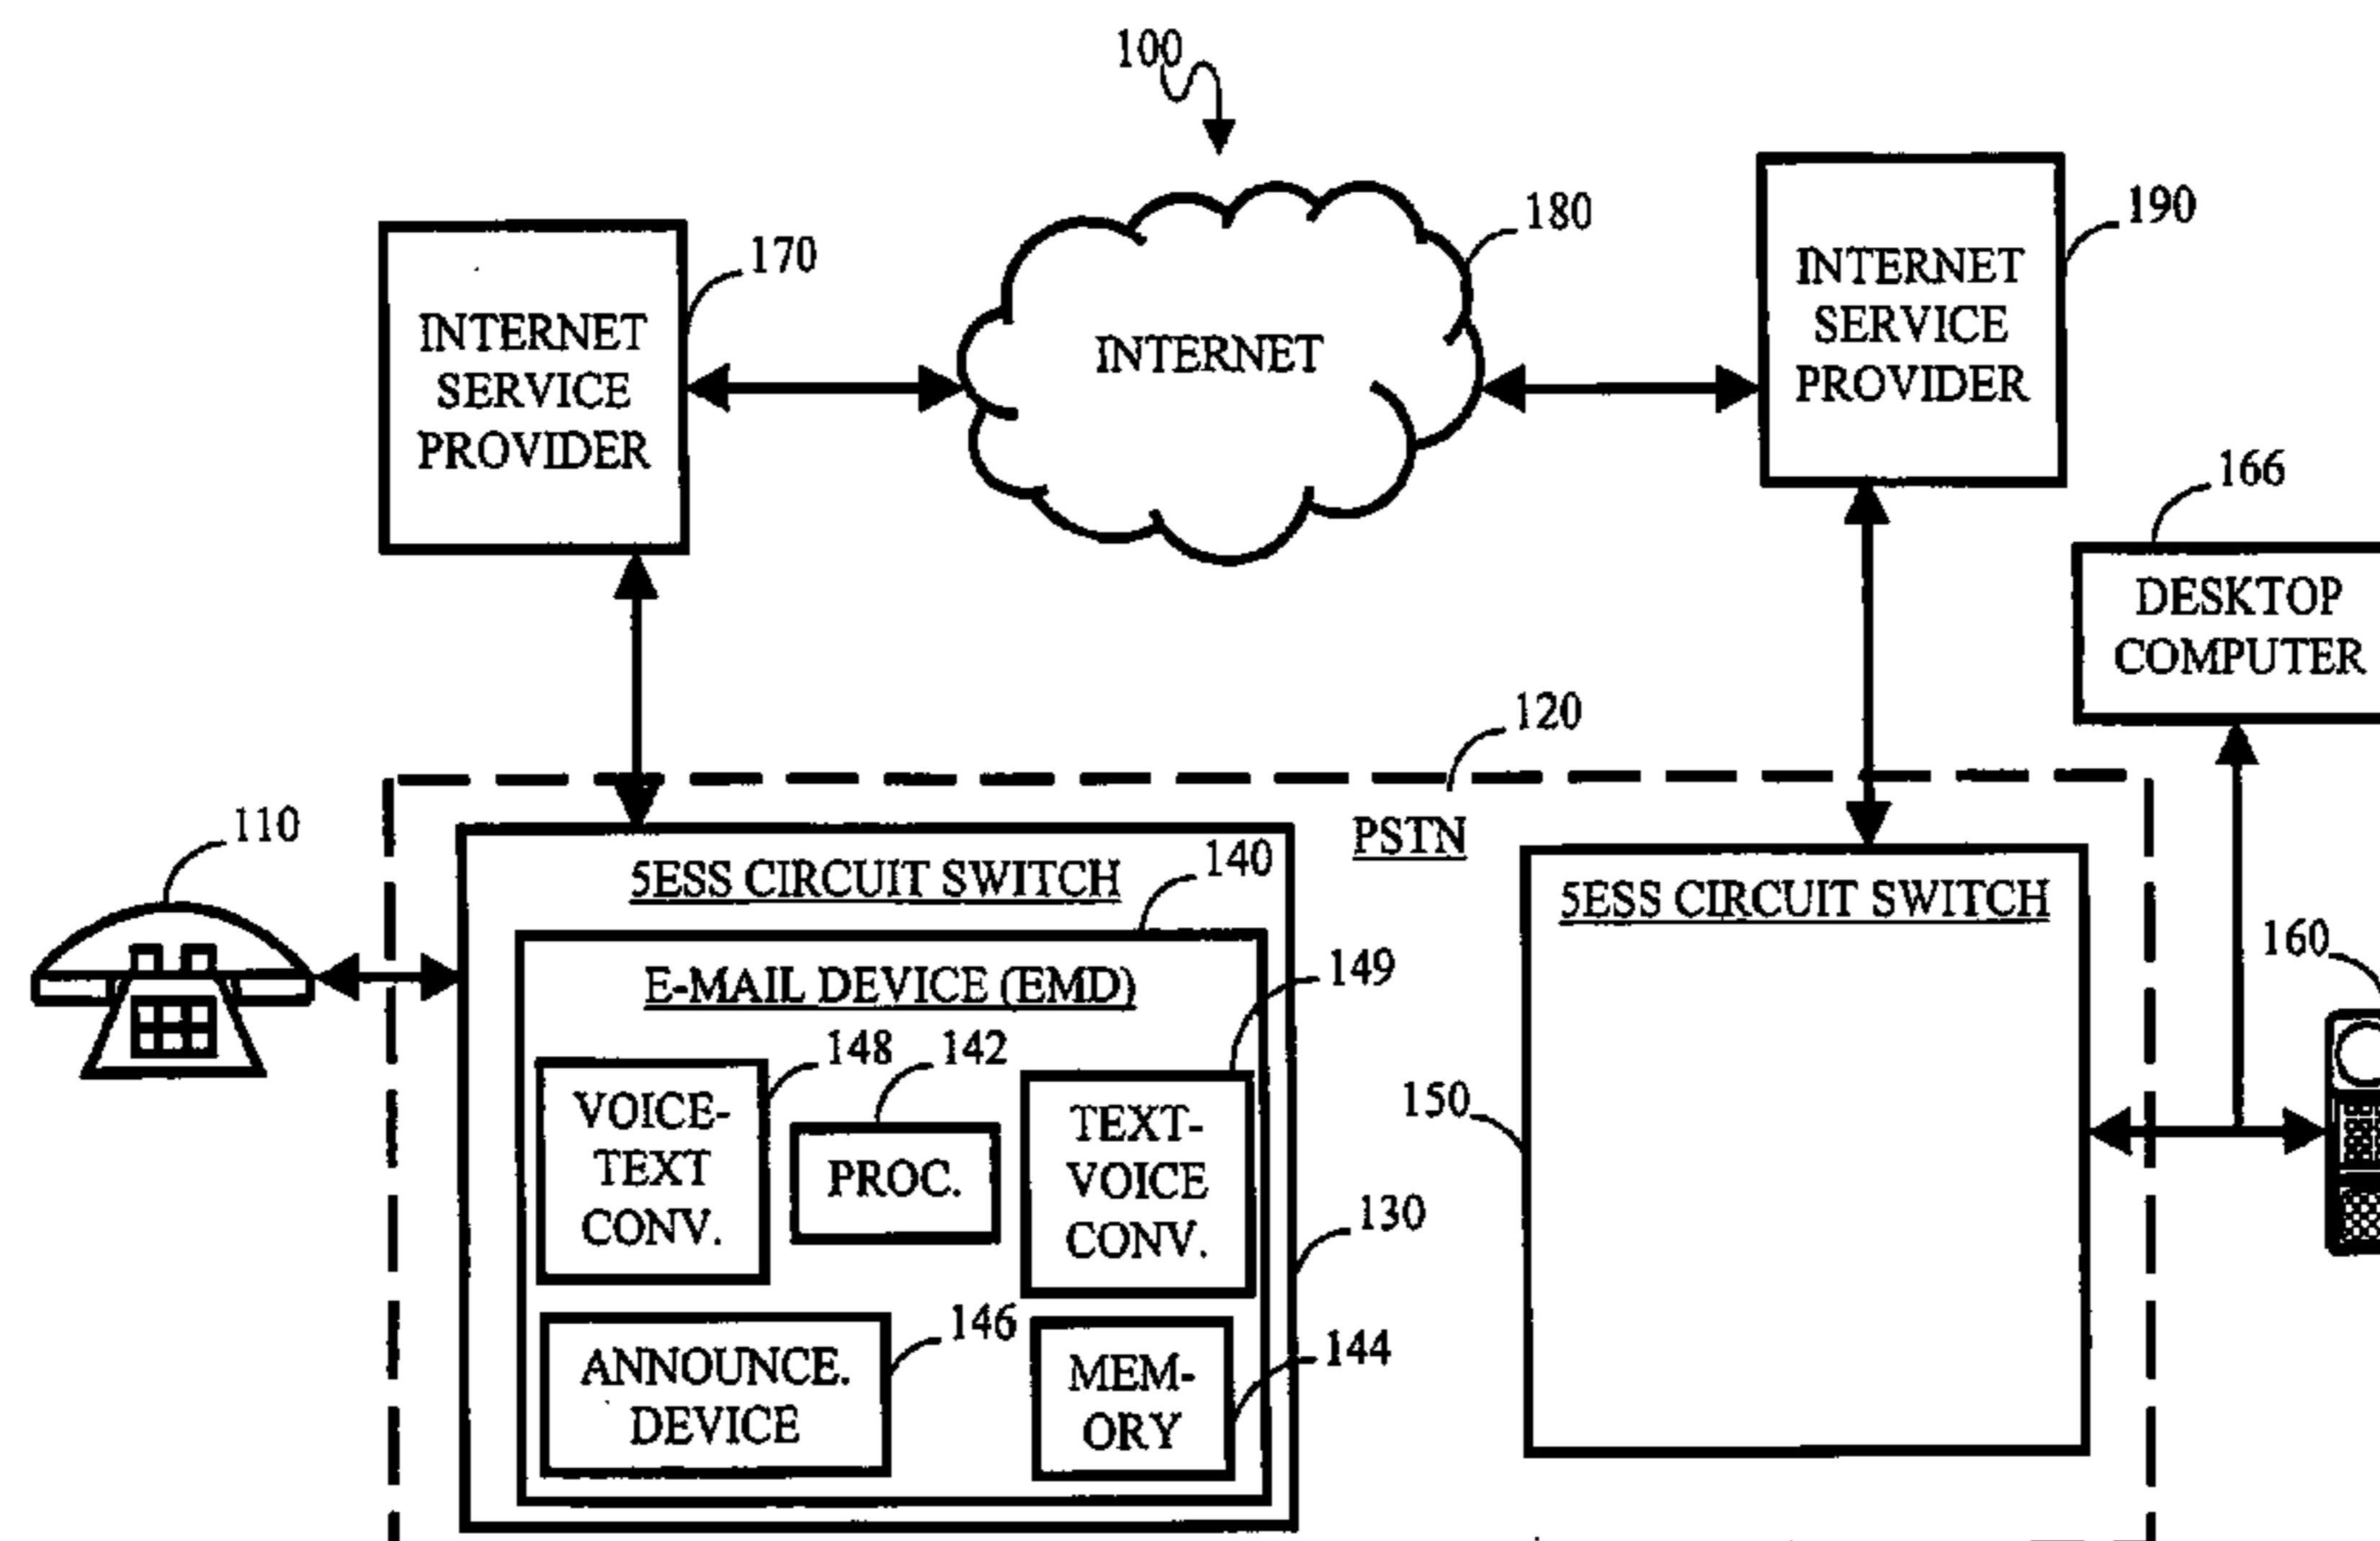 100
180
190
170
INTERNET
SERVICE
PROVIDER
INTERNET
INTERNET
SERVICE
PROVIDER
166
DESKTOP
COMPUTER
120
PSTN
110
5ESS CIRCUIT SWITCH
140
E-MAIL DEVICE (EMD)
149
148
142
VOICE-
TEXT
CONV.
PROC.
TEXT-
VOICE
CONV.
130
146
ANNOUNCE.
DEVICE
MEM-
ORY
144
5ESS CIRCUIT SWITCH
150
160